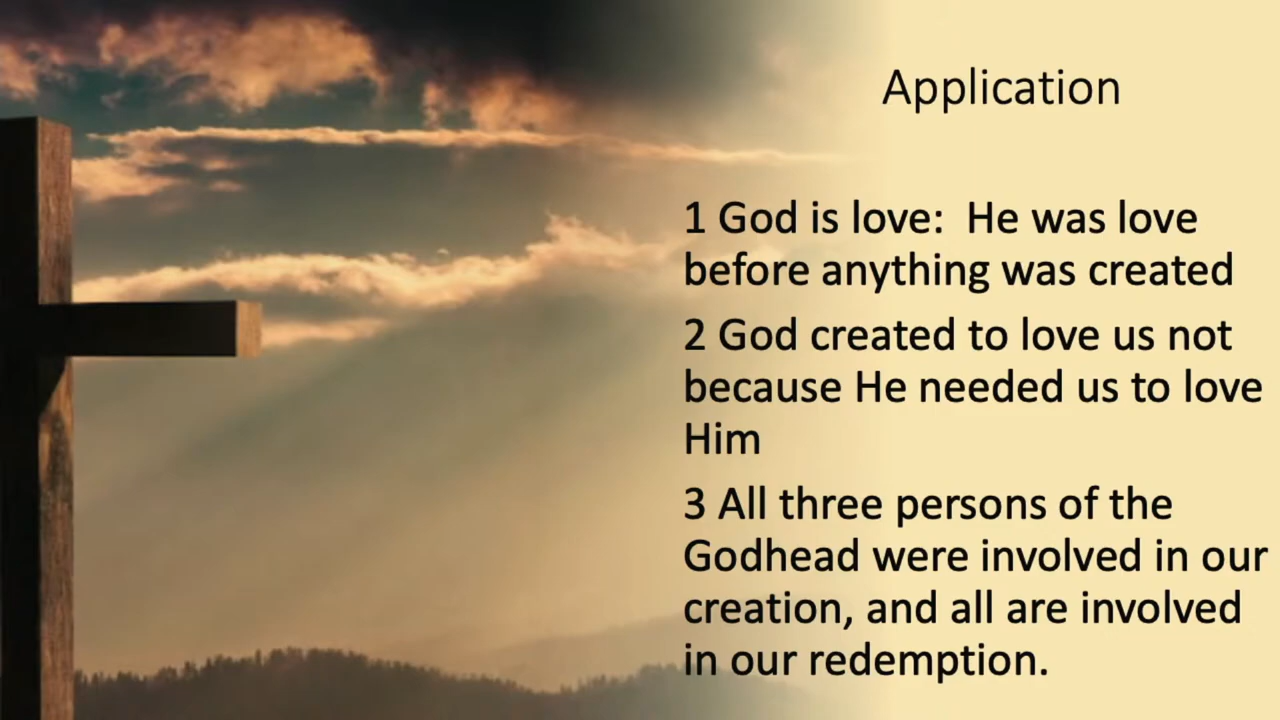 Application
1 God is love:  He was love
before anything was created
2 God created to love us not
because He needed us to love
Him
3 All three persons of the
Godhead were involved in our
creation, and all are involved
in our redemption.